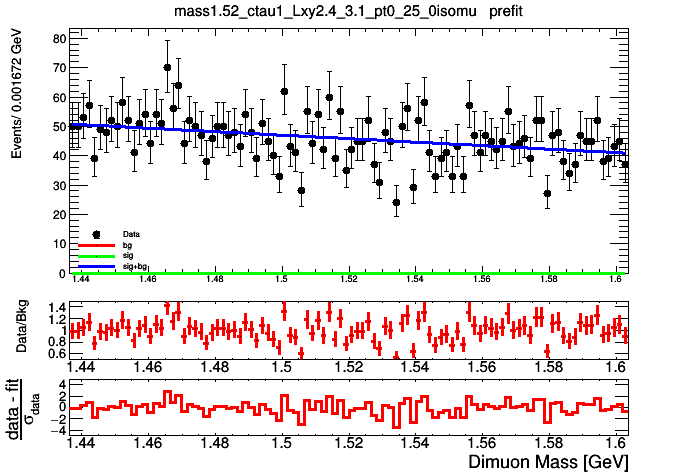 mass1.52_ctau1_Lxy2.4_3.1_pt0_25_0isomu prefit
Events/ 0.001672 GeV
80
70
60
50
40
30
20
10
0
Data
bg
sig
sig+bg
1.44 1.46 1.48 1.5 1.52 1.54 1.56 1.58 1.6
Data/Bkg
1.4
1.2
1
0.8
0.6
1.44 1.46 1.48 1.5 1.52 1.54 1.56 1.58 1.6
data - fit
σdata
4
2
0
−2
−4
1.44 1.46 1.48 1.5 1.52 1.54 1.56 1.58 1.6
Dimuon Mass [GeV]